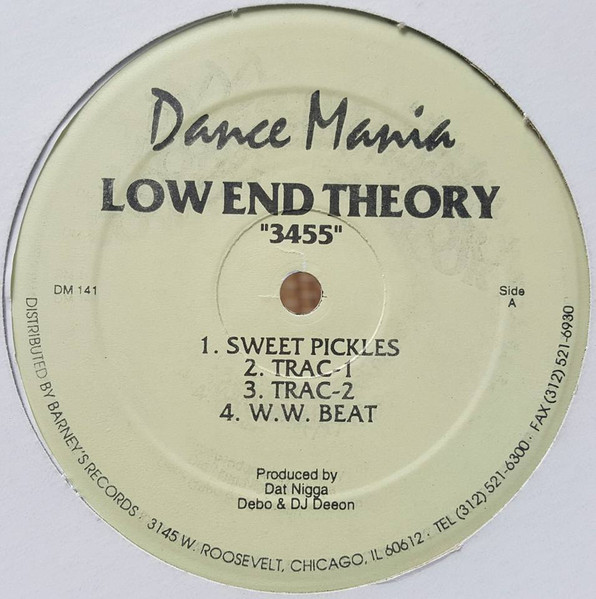 Dance Mania
LOW END THEORY
"3455"
DM 141
Side
A
1. SWEET PICKLES
2. TRAC-1
3. TRAC-2
4. W.W. BEAT
Produced by
Dat Nigga
Debo & DJ Deeon
DISTRIBUTED BY BARNEY'S RECORDS · 3145 W. ROOSEVELT, CHICAGO, IL 60612 · TEL (312) 521-6300 · FAX (312) 521-6930